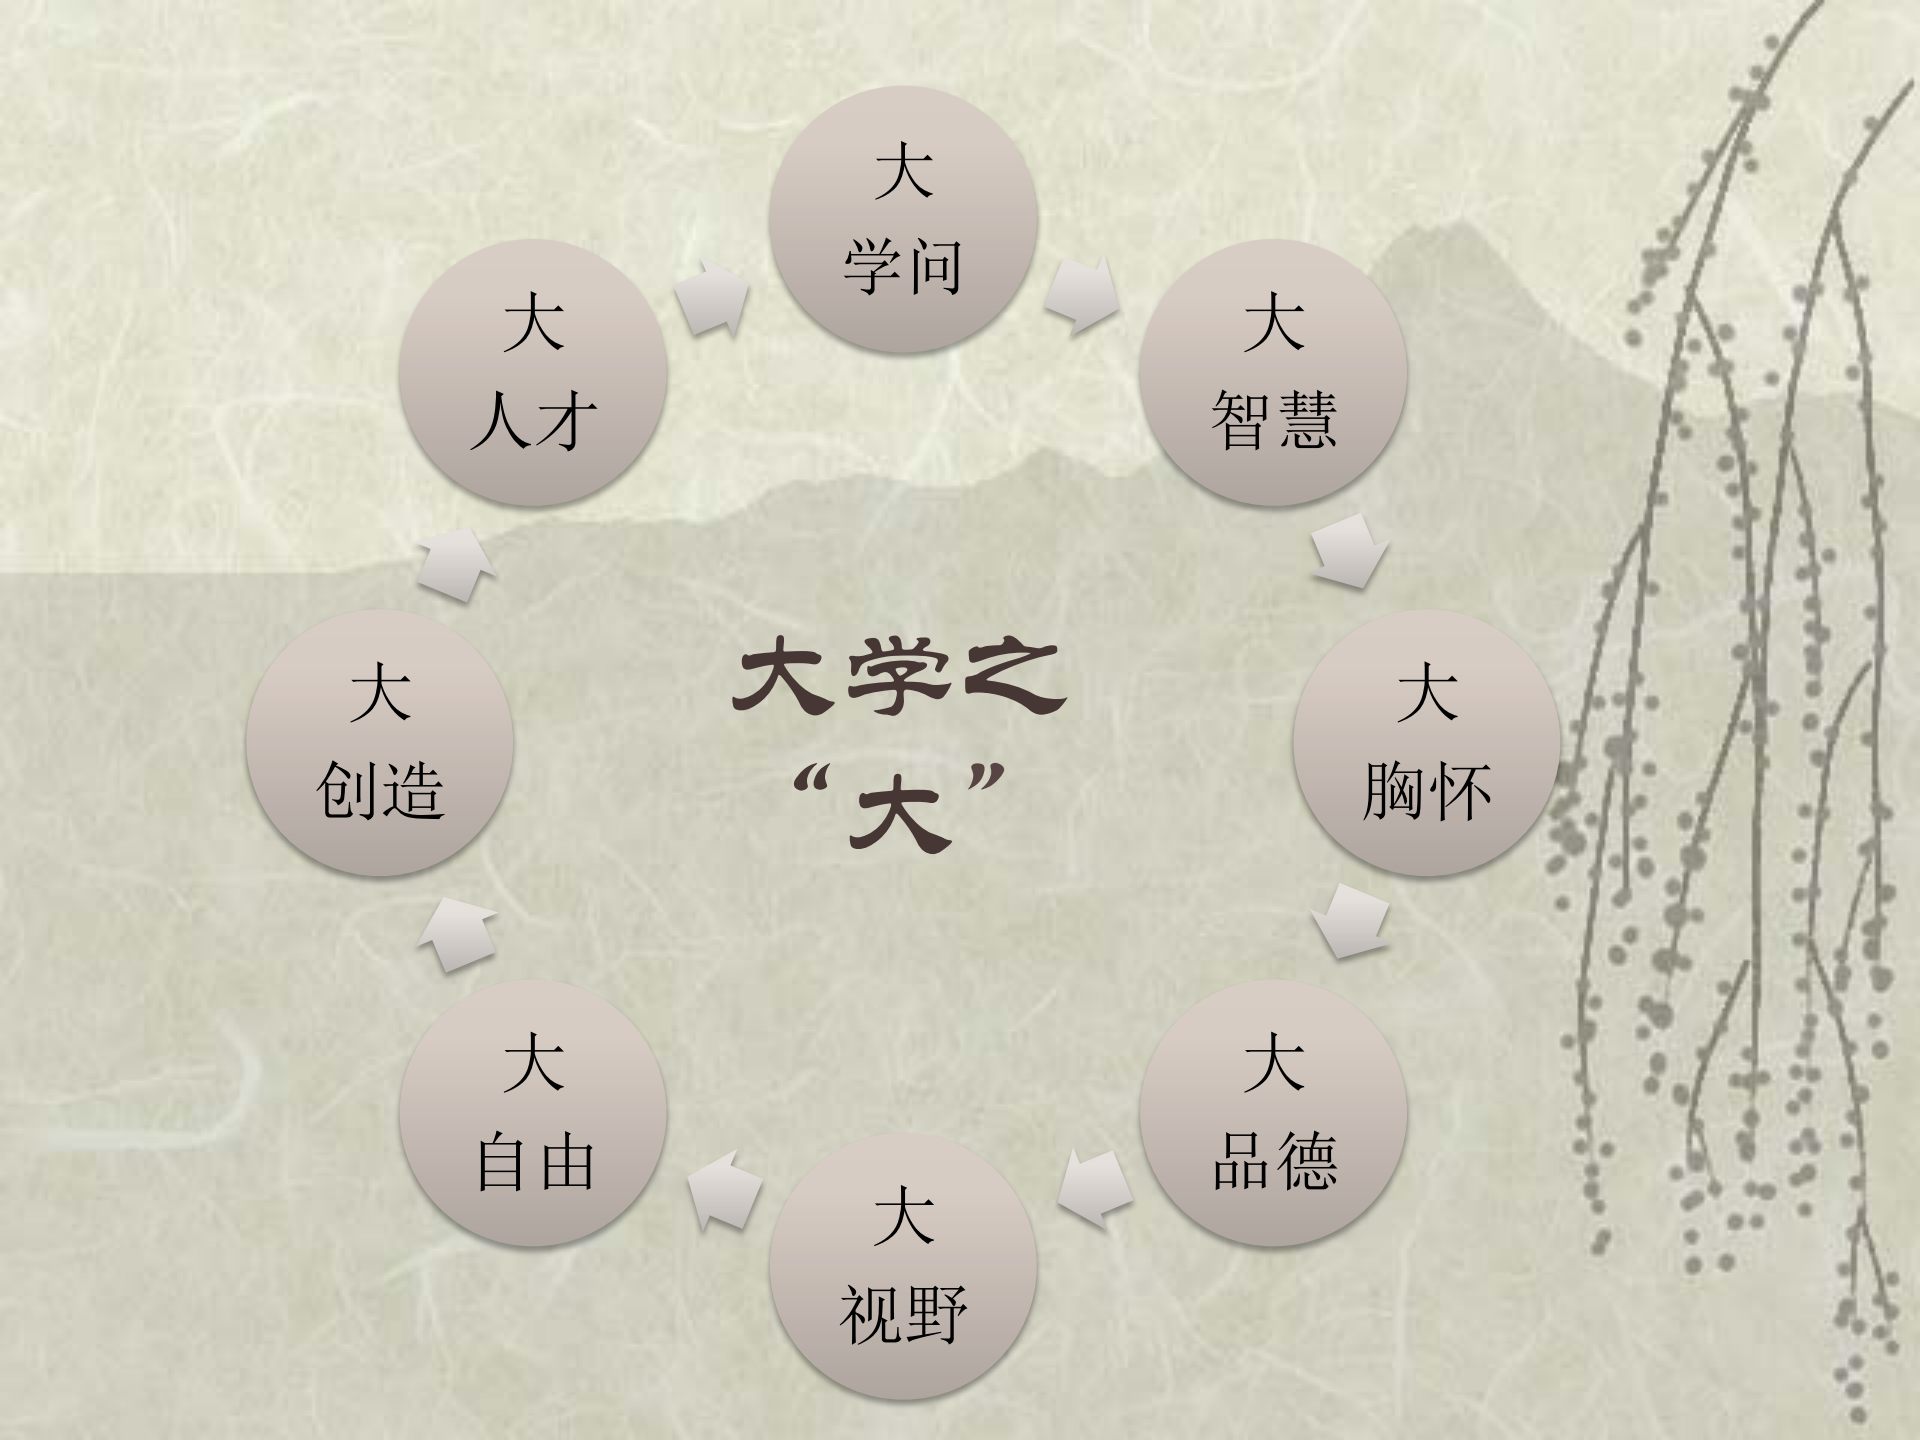 大
学问
大
智慧
大
胸怀
大
品德
大
视野
大
自由
大
创造
大
人才
大学之
“大”